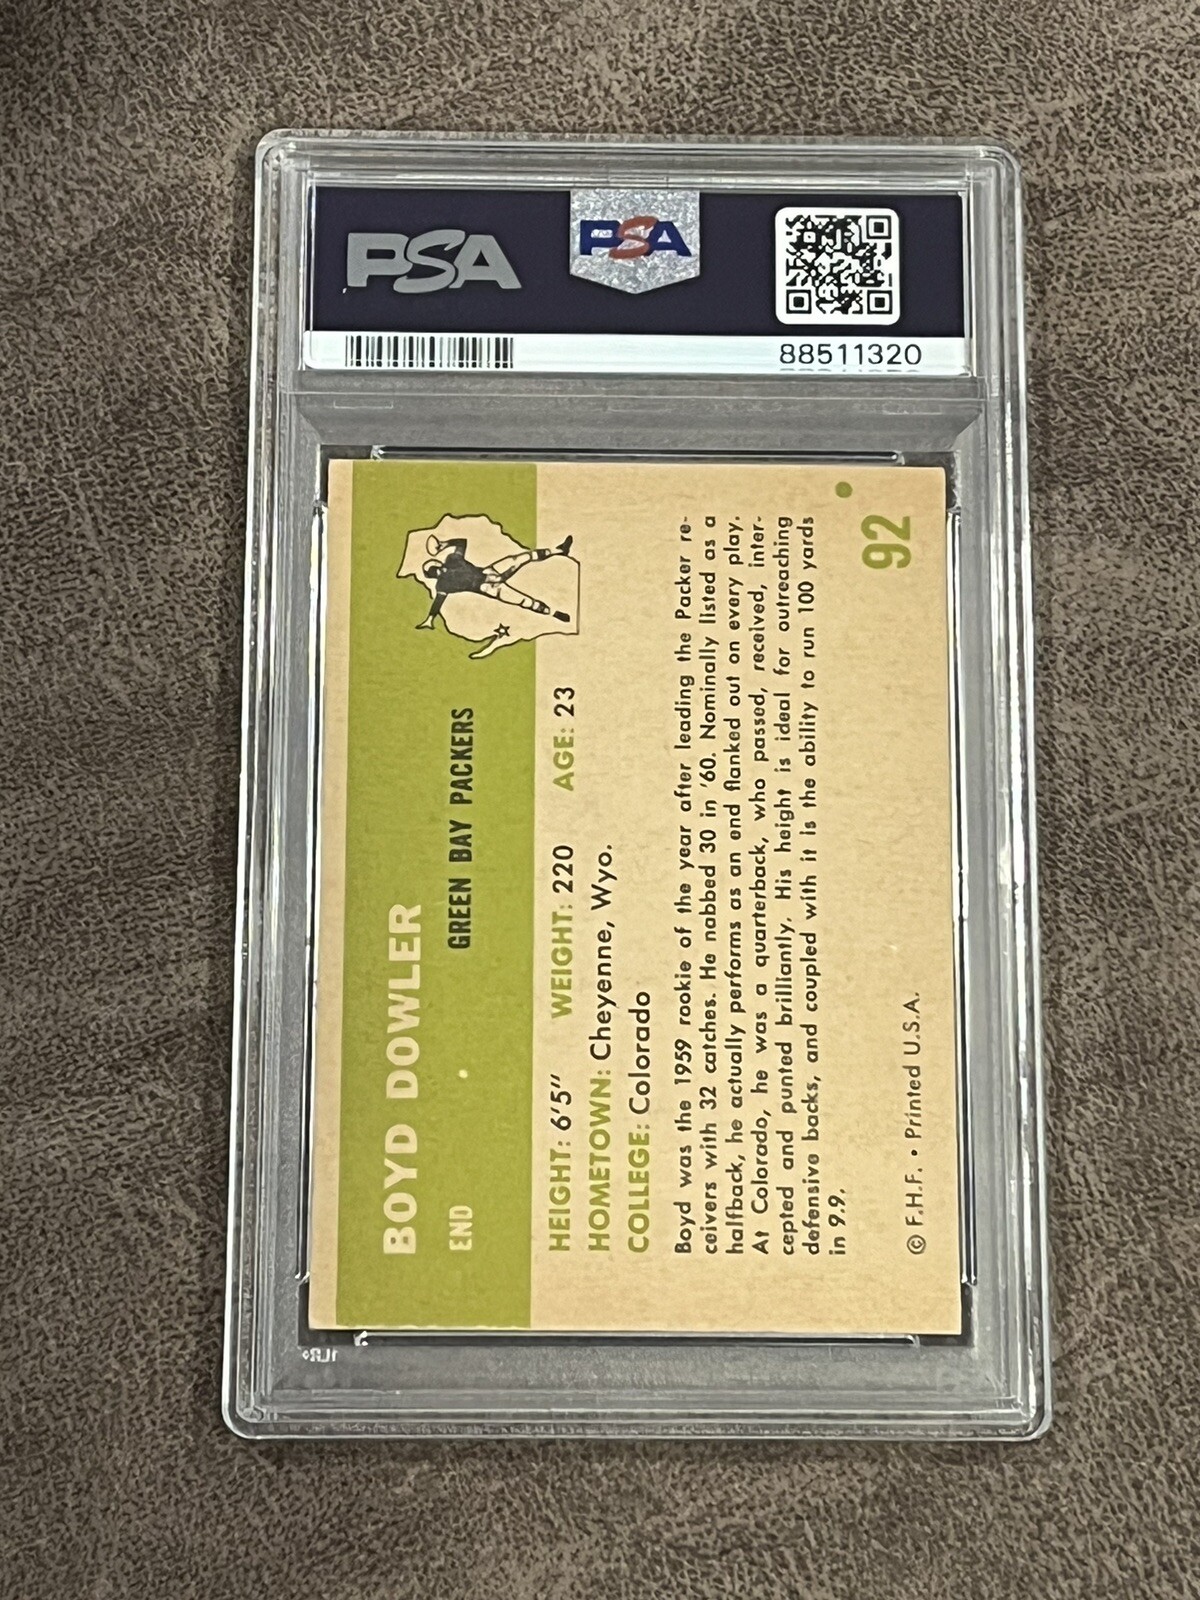 PSA
PSA
88511320
BOYD DOWLER
END
GREEN BAY PACKERS
HEIGHT: 6'5" WEIGHT: 220 AGE: 23
HOMETOWN: Cheyenne, Wyo.
COLLEGE: Colorado
Boyd was the 1959 rookie of the year after leading the Packer re-
ceivers with 32 catches. He nabbed 30 in '60. Nominally listed as a
halfback, he actually performs as an end flanked out on every play.
At Colorado, he was a quarterback, who passed, received, inter-
cepted and punted brilliantly. His height is ideal for outreaching
defensive backs, and coupled with it is the ability to run 100 yards
in 9.9.
92
© F.H.F. • Printed U.S.A.